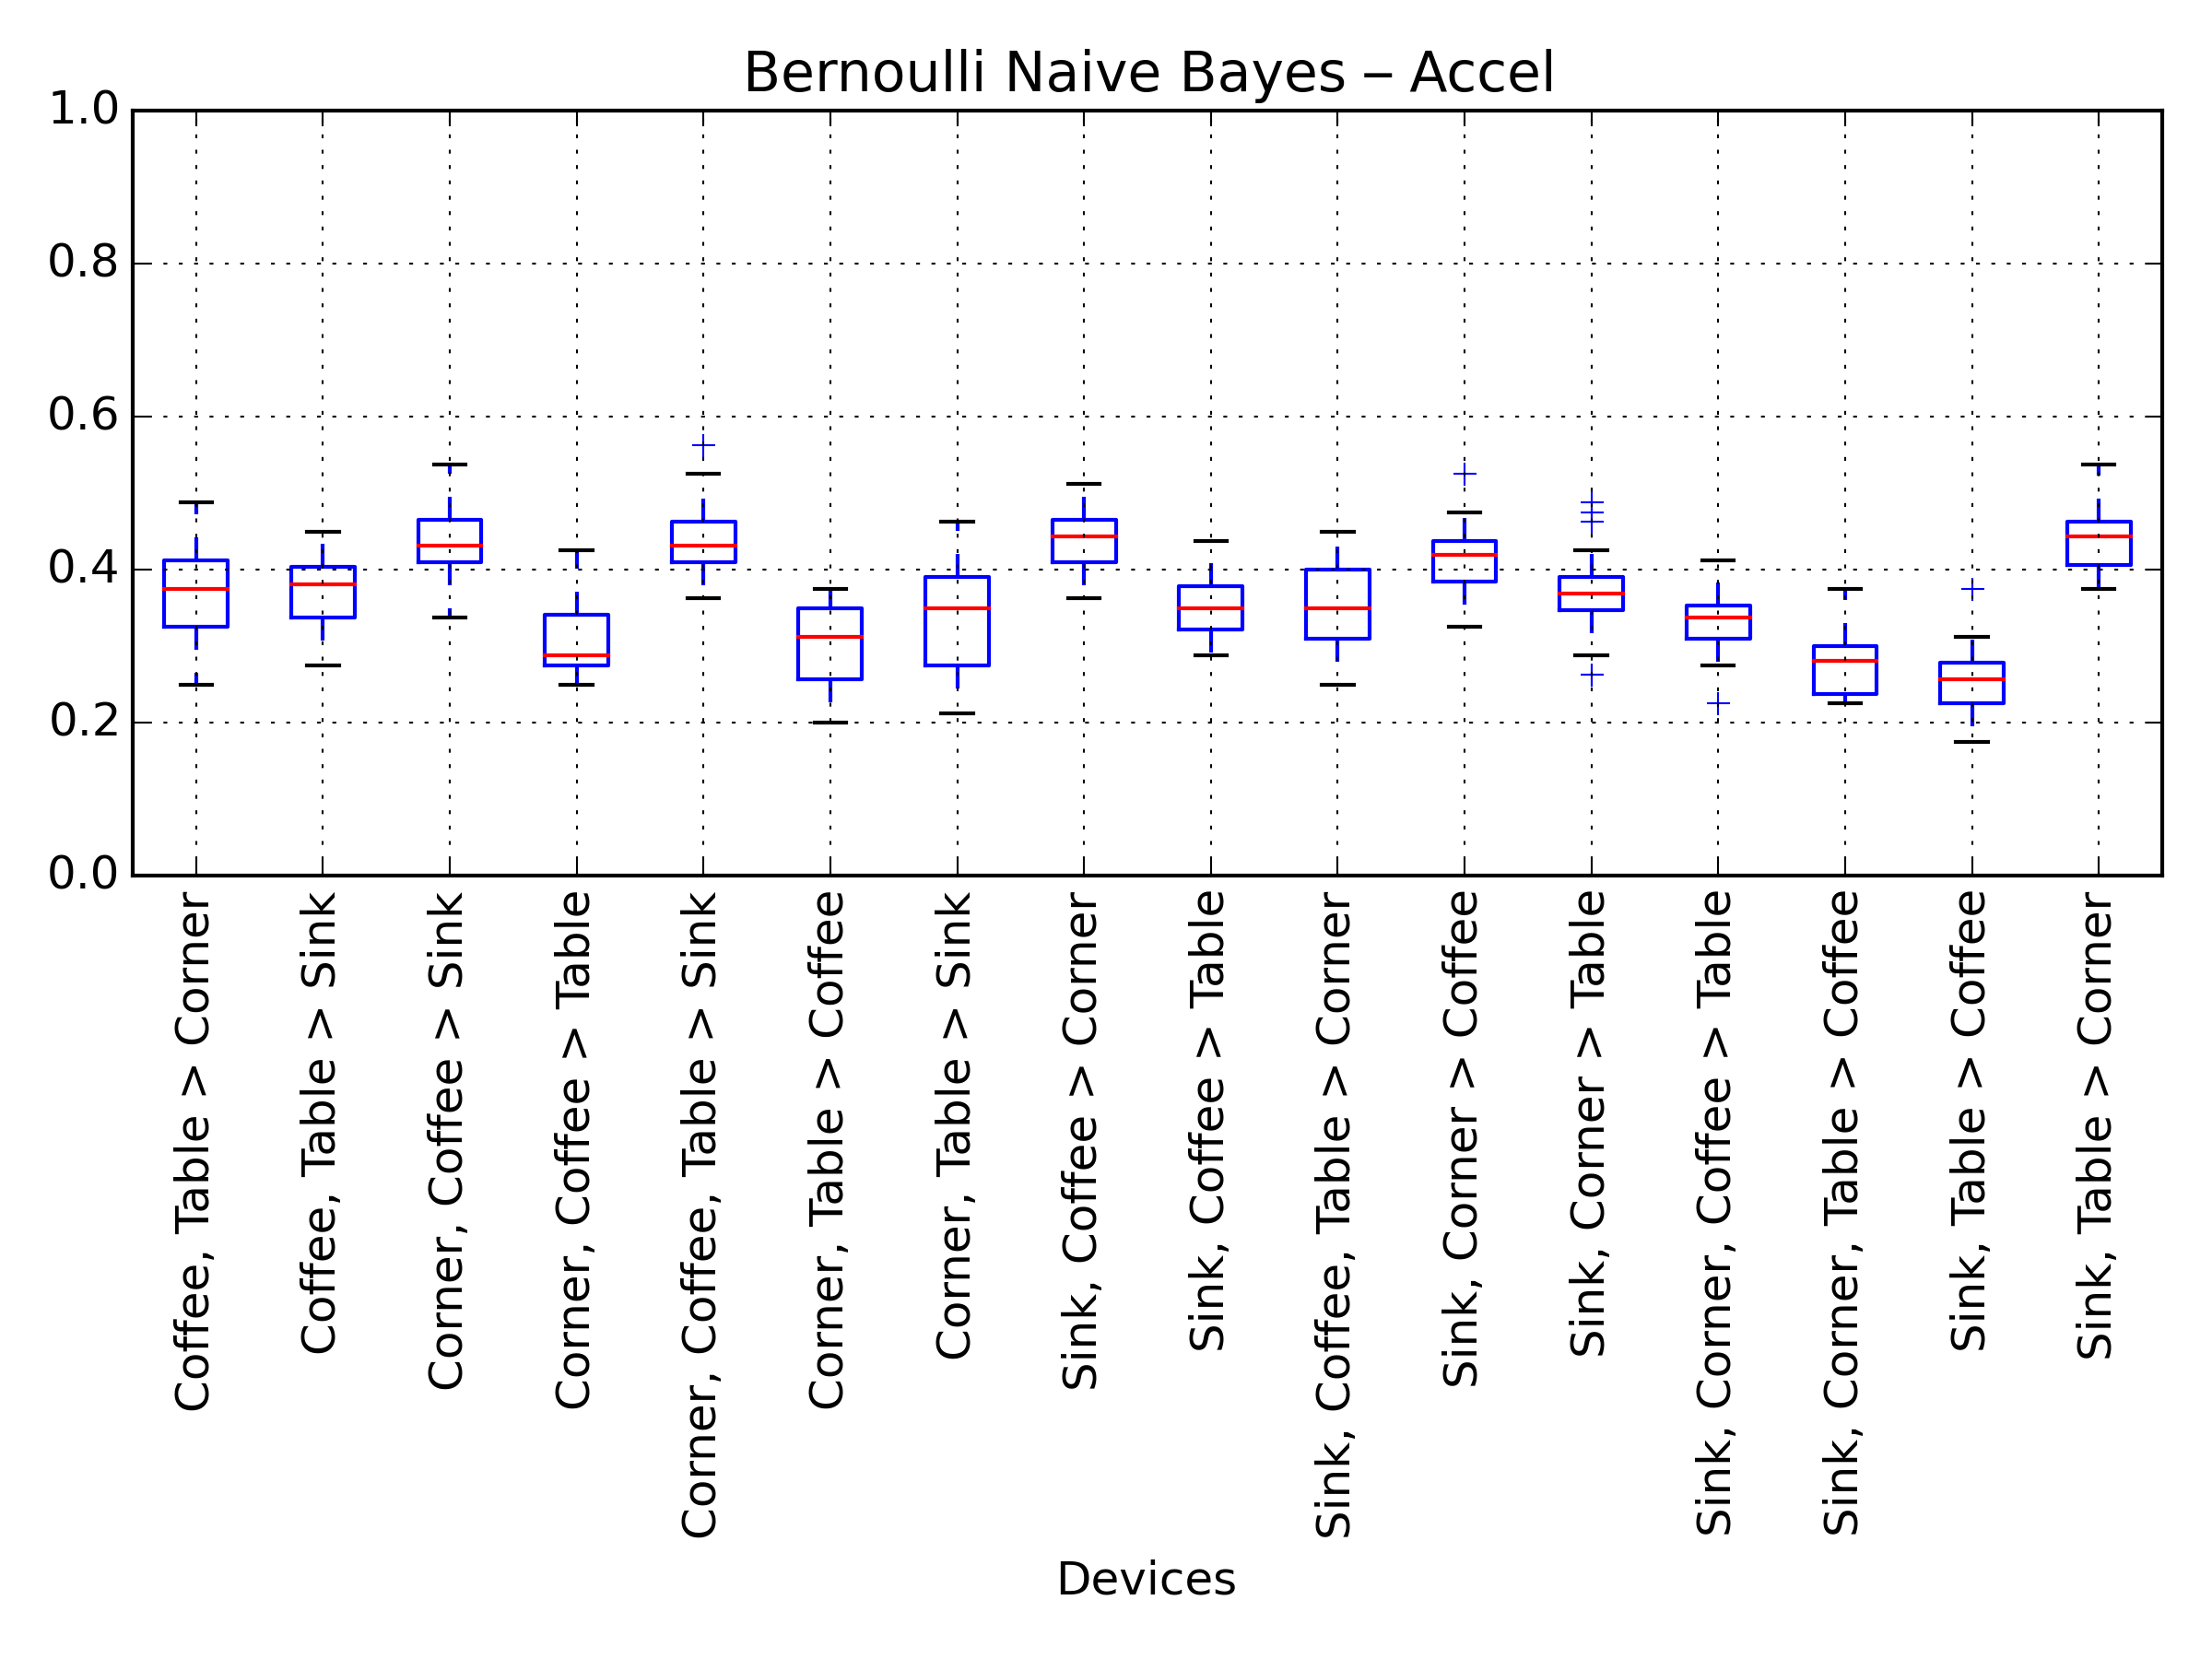 Bernoulli Naive Bayes – Accel
1.0
0.8
0.6
0.4
0.2
0.0
Coffee, Table > Corner
Coffee, Table > Sink
Corner, Coffee > Sink
Corner, Coffee > Table
Corner, Coffee, Table > Sink
Corner, Table > Coffee
Corner, Table > Sink
Sink, Coffee > Corner
Sink, Coffee > Table
Sink, Coffee, Table > Corner
Sink, Corner > Coffee
Sink, Corner > Table
Sink, Corner, Coffee > Table
Sink, Corner, Table > Coffee
Sink, Table > Coffee
Sink, Table > Corner
Devices